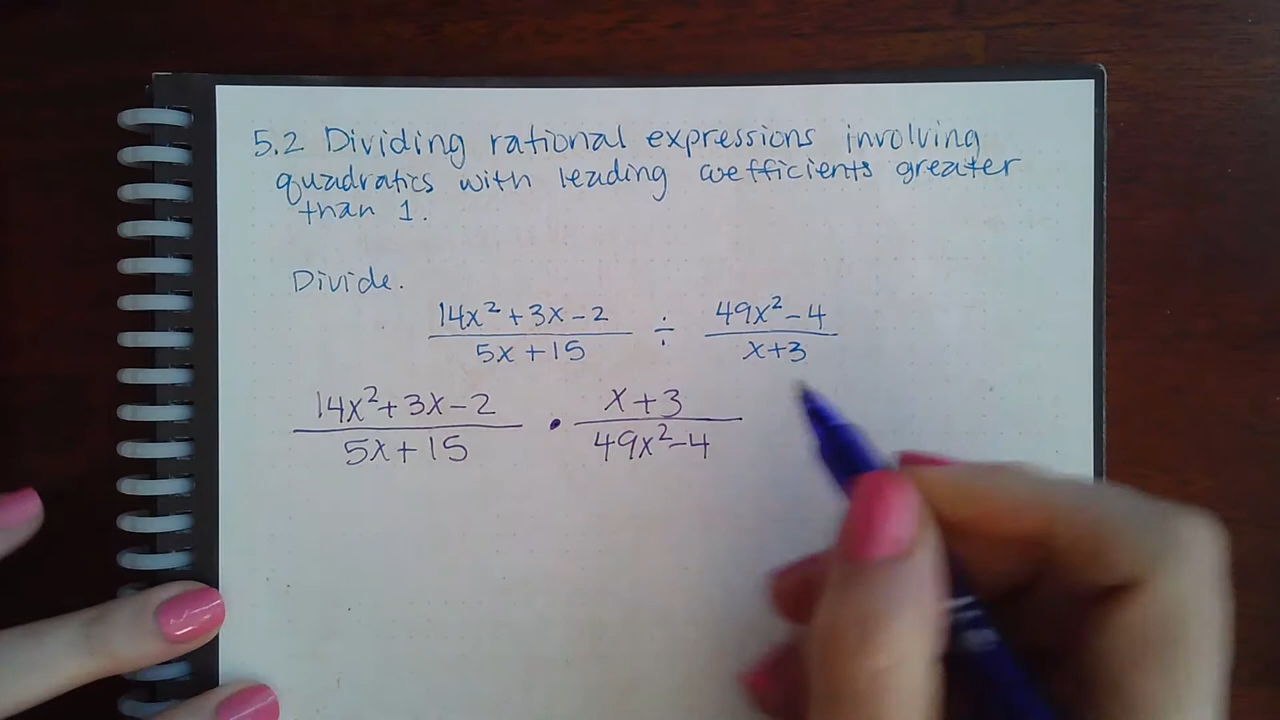 5.2 Dividing rational expressions involving
quadratics with leading coefficients greater
than 1.
Divide.
14x²+3x-2 / 5x+15 ÷ 49x²-4 / x+3
14x²+3x-2 / 5x+15 · x+3 / 49x²-4